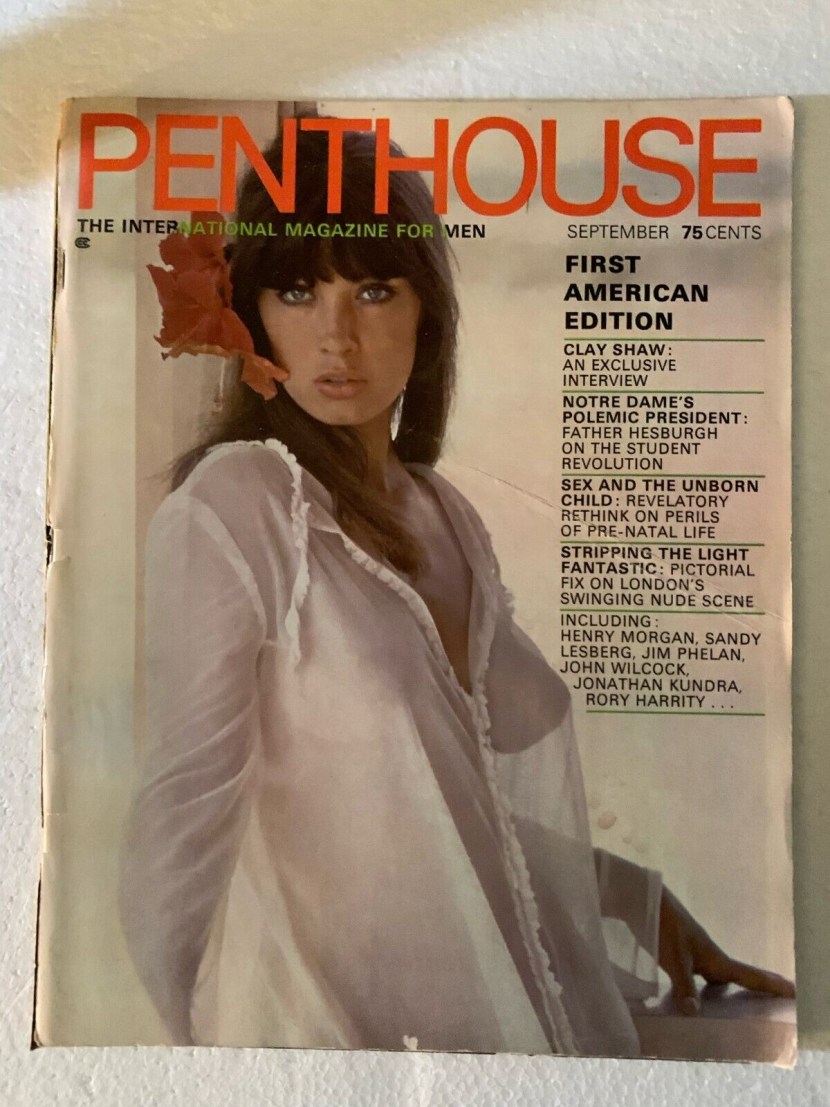 PENTHOUSE
THE INTERNATIONAL MAGAZINE FOR MEN
SEPTEMBER 75 CENTS
FIRST
AMERICAN
EDITION
CLAY SHAW:
AN EXCLUSIVE
INTERVIEW
NOTRE DAME'S
POLEMIC PRESIDENT:
FATHER HESBURGH
ON THE STUDENT
REVOLUTION
SEX AND THE UNBORN
CHILD: REVELATORY
RETHINK ON PERILS
OF PRE-NATAL LIFE
STRIPPING THE LIGHT
FANTASTIC: PICTORIAL
FIX ON LONDON'S
SWINGING NUDE SCENE
INCLUDING:
HENRY MORGAN, SANDY
LESBERG, JIM PHELAN,
JOHN WILCOCK,
JONATHAN KUNDRA,
RORY HARRITY...